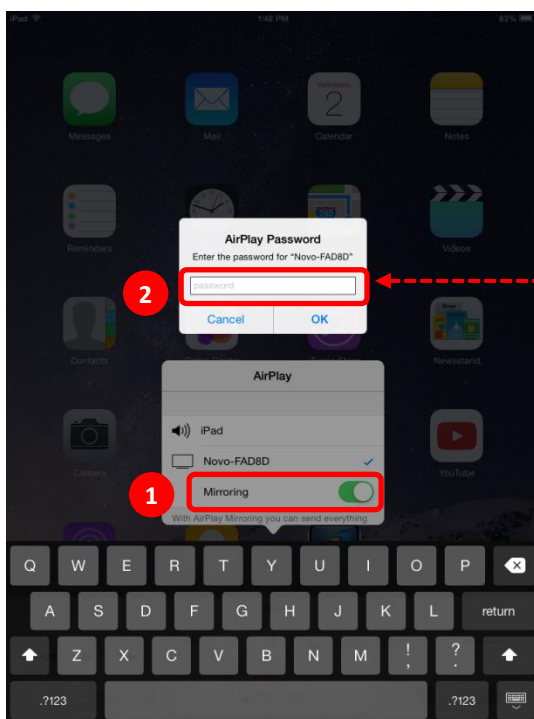 iPad 1:48 PM 83%
2
Messages Mail Calendar Notes
Reminders Videos
AirPlay Password
Enter the password for “Novo-FAD8D”
password
2
Cancel OK
Contacts Newsstand
AirPlay
iPad
Novo-FAD8D
Camera YouTube
1 Mirroring
With AirPlay Mirroring you can send everything
Q W E R T Y U I O P
A S D F G H J K L return
Z X C V B N M ! , ? .
.?123 .?123